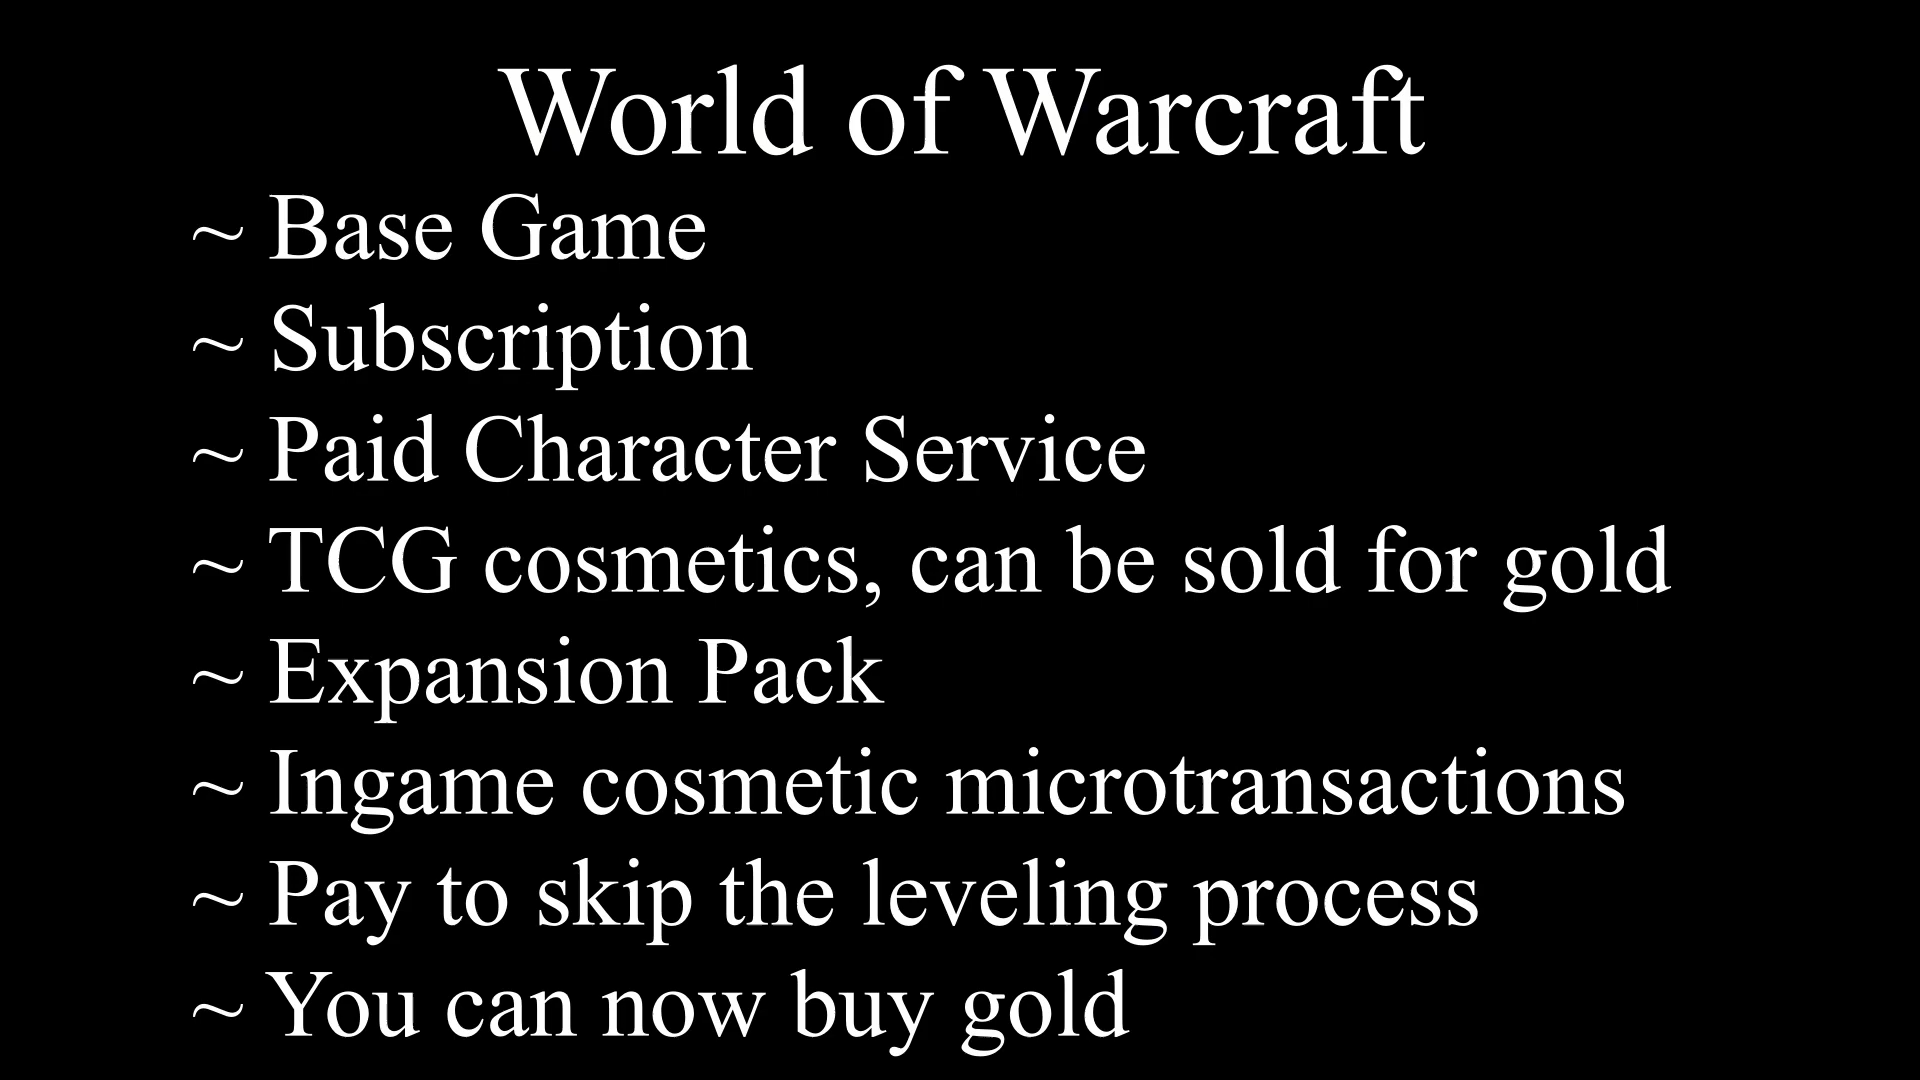 World of Warcraft
~ Base Game
~ Subscription
~ Paid Character Service
~ TCG cosmetics, can be sold for gold
~ Expansion Pack
~ Ingame cosmetic microtransactions
~ Pay to skip the leveling process
~ You can now buy gold